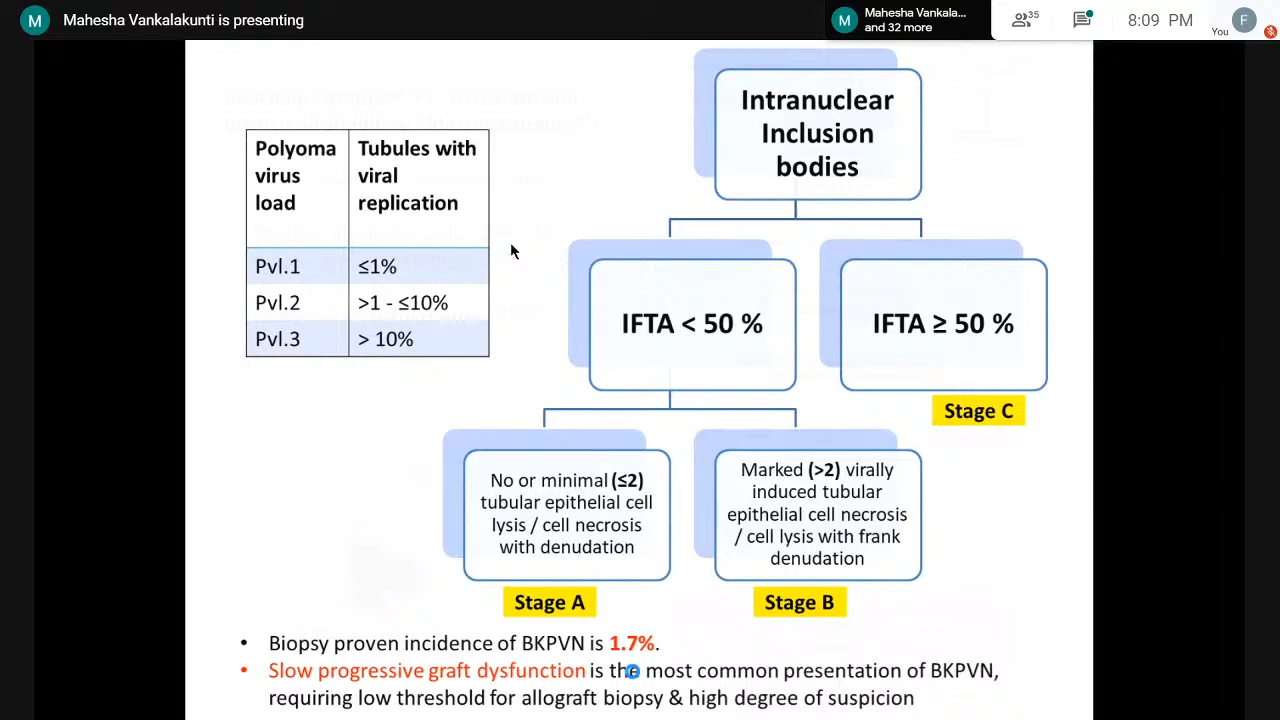 M Mahesha Vankalakunti is presenting
M Mahesha Vankala...
and 32 more
35
8:09 PM
You
F
Intranuclear
Inclusion
bodies
Polyoma virus load | Tubules with viral replication
Pvl.1 ≤1%
Pvl.2 >1 - ≤10%
Pvl.3 > 10%
IFTA < 50 %
IFTA ≥ 50 %
Stage C
No or minimal (≤2)
tubular epithelial cell
lysis / cell necrosis
with denudation
Stage A
Marked (>2) virally
induced tubular
epithelial cell necrosis
/ cell lysis with frank
denudation
Stage B
• Biopsy proven incidence of BKPVN is 1.7%.
• Slow progressive graft dysfunction is the most common presentation of BKPVN,
requiring low threshold for allograft biopsy & high degree of suspicion